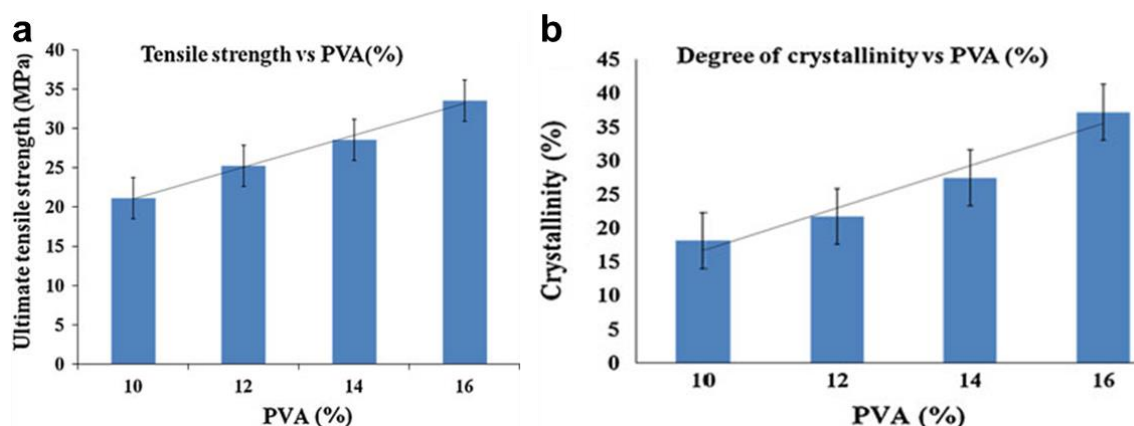 a
Tensile strength vs PVA(%)
Ultimate tensile strength (MPa)
40
35
30
25
20
15
10
5
0
10 12 14 16
PVA (%)
b
Degree of crystallinity vs PVA (%)
Crystallinity (%)
45
40
35
30
25
20
15
10
5
0
10 12 14 16
PVA (%)